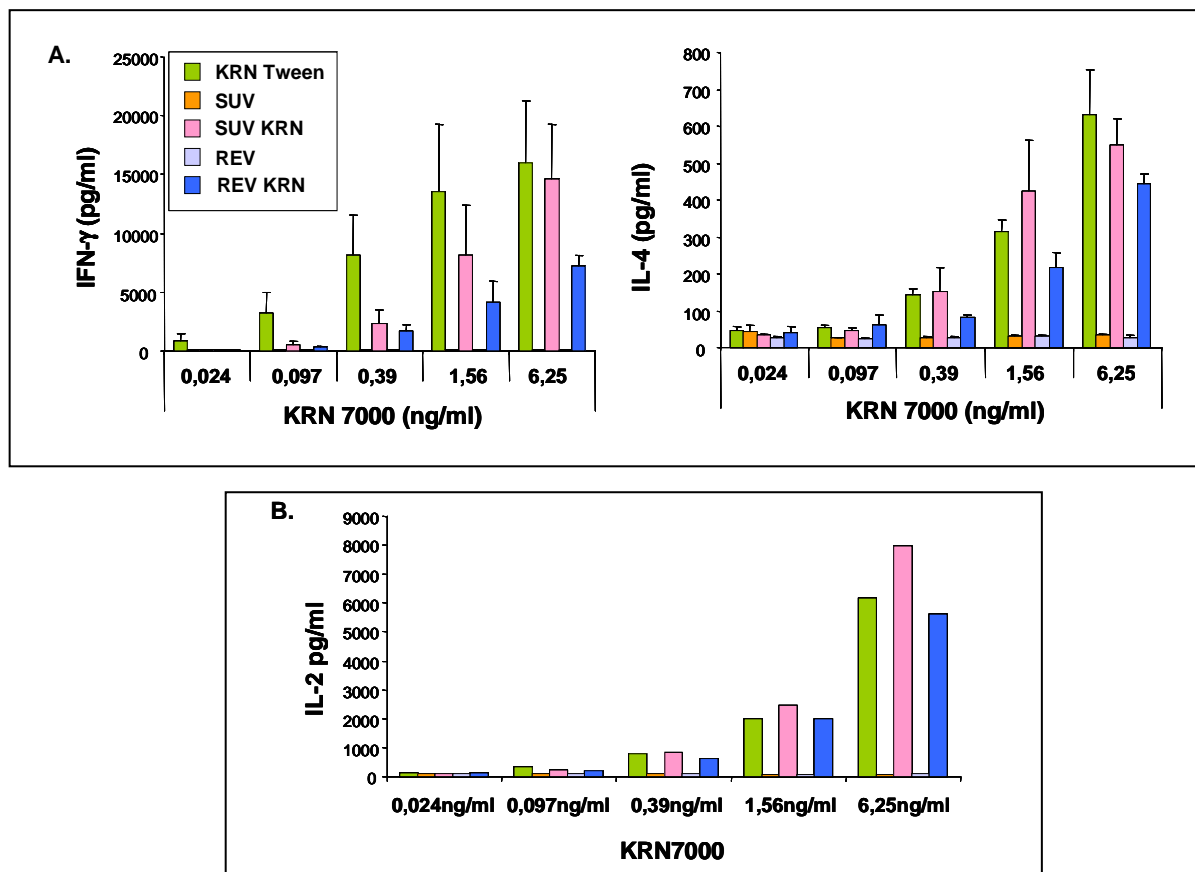 A.
25000
20000
15000
10000
5000
0
IFN-γ (pg/ml)
KRN Tween
SUV
SUV KRN
REV
REV KRN
0,024 0,097 0,39 1,56 6,25
KRN 7000 (ng/ml)
800
700
600
500
400
300
200
100
0
IL-4 (pg/ml)
0,024 0,097 0,39 1,56 6,25
KRN 7000 (ng/ml)
B.
9000
8000
7000
6000
5000
4000
3000
2000
1000
0
IL-2 pg/ml
0,024ng/ml 0,097ng/ml 0,39ng/ml 1,56ng/ml 6,25ng/ml
KRN7000